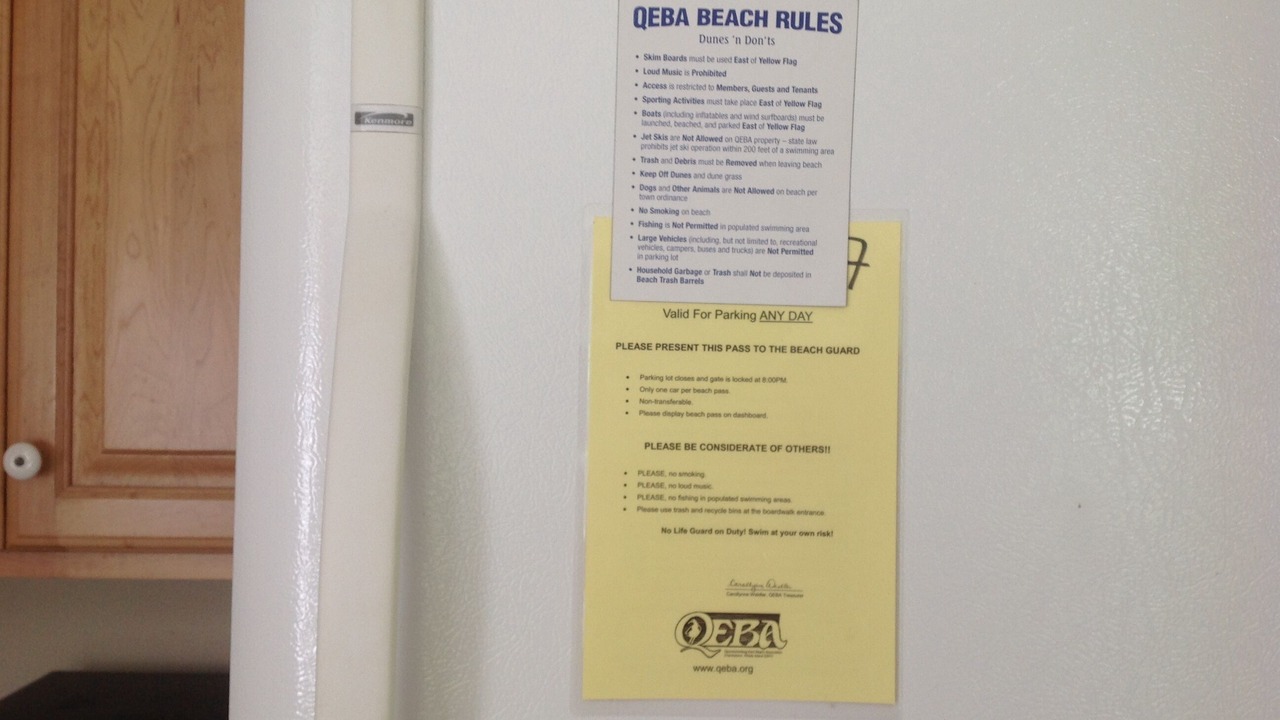 QEBA BEACH RULES
Dunes 'n Don'ts
• Skim Boards must be used East of Yellow Flag
• Loud Music is Prohibited
• Access is restricted to Members, Guests and Tenants
• Sporting Activities must take place East of Yellow Flag
• Boats (including inflatables and wind surfboards) must be
launched, beached, and parked East of Yellow Flag
• Jet Skis are Not Allowed on QEBA property – state law
prohibits jet ski operation within 200 feet of a swimming area
• Trash and Debris must be Removed when leaving beach
• Keep Off Dunes and dune grass
• Dogs and Other Animals are Not Allowed on beach per
town ordinance
• No Smoking on beach
• Fishing is Not Permitted in populated swimming area
• Large Vehicles (including, but not limited to, recreational
vehicles, campers, buses and trucks) are Not Permitted
in parking lot
• Household Garbage or Trash shall Not be deposited in
Beach Trash Barrels
Kenmore
Valid For Parking ANY DAY
PLEASE PRESENT THIS PASS TO THE BEACH GUARD
• Parking lot closes and gate is locked at 8:00PM.
• Only one car per beach pass.
• Non-transferable.
• Please display beach pass on dashboard.
PLEASE BE CONSIDERATE OF OTHERS!!
• PLEASE, no smoking.
• PLEASE, no loud music.
• PLEASE, no fishing in populated swimming areas.
• Please use trash and recycle bins at the boardwalk entrance.
No Life Guard on Duty! Swim at your own risk!
QEBA Treasurer
QEBA
www.qeba.org